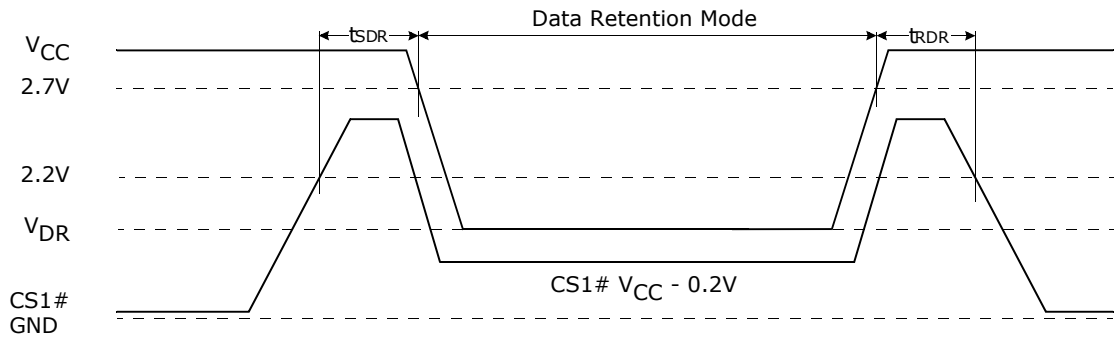 Data Retention Mode
tSDR
tRDR
VCC
2.7V
2.2V
VDR
CS1# VCC - 0.2V
CS1#
GND